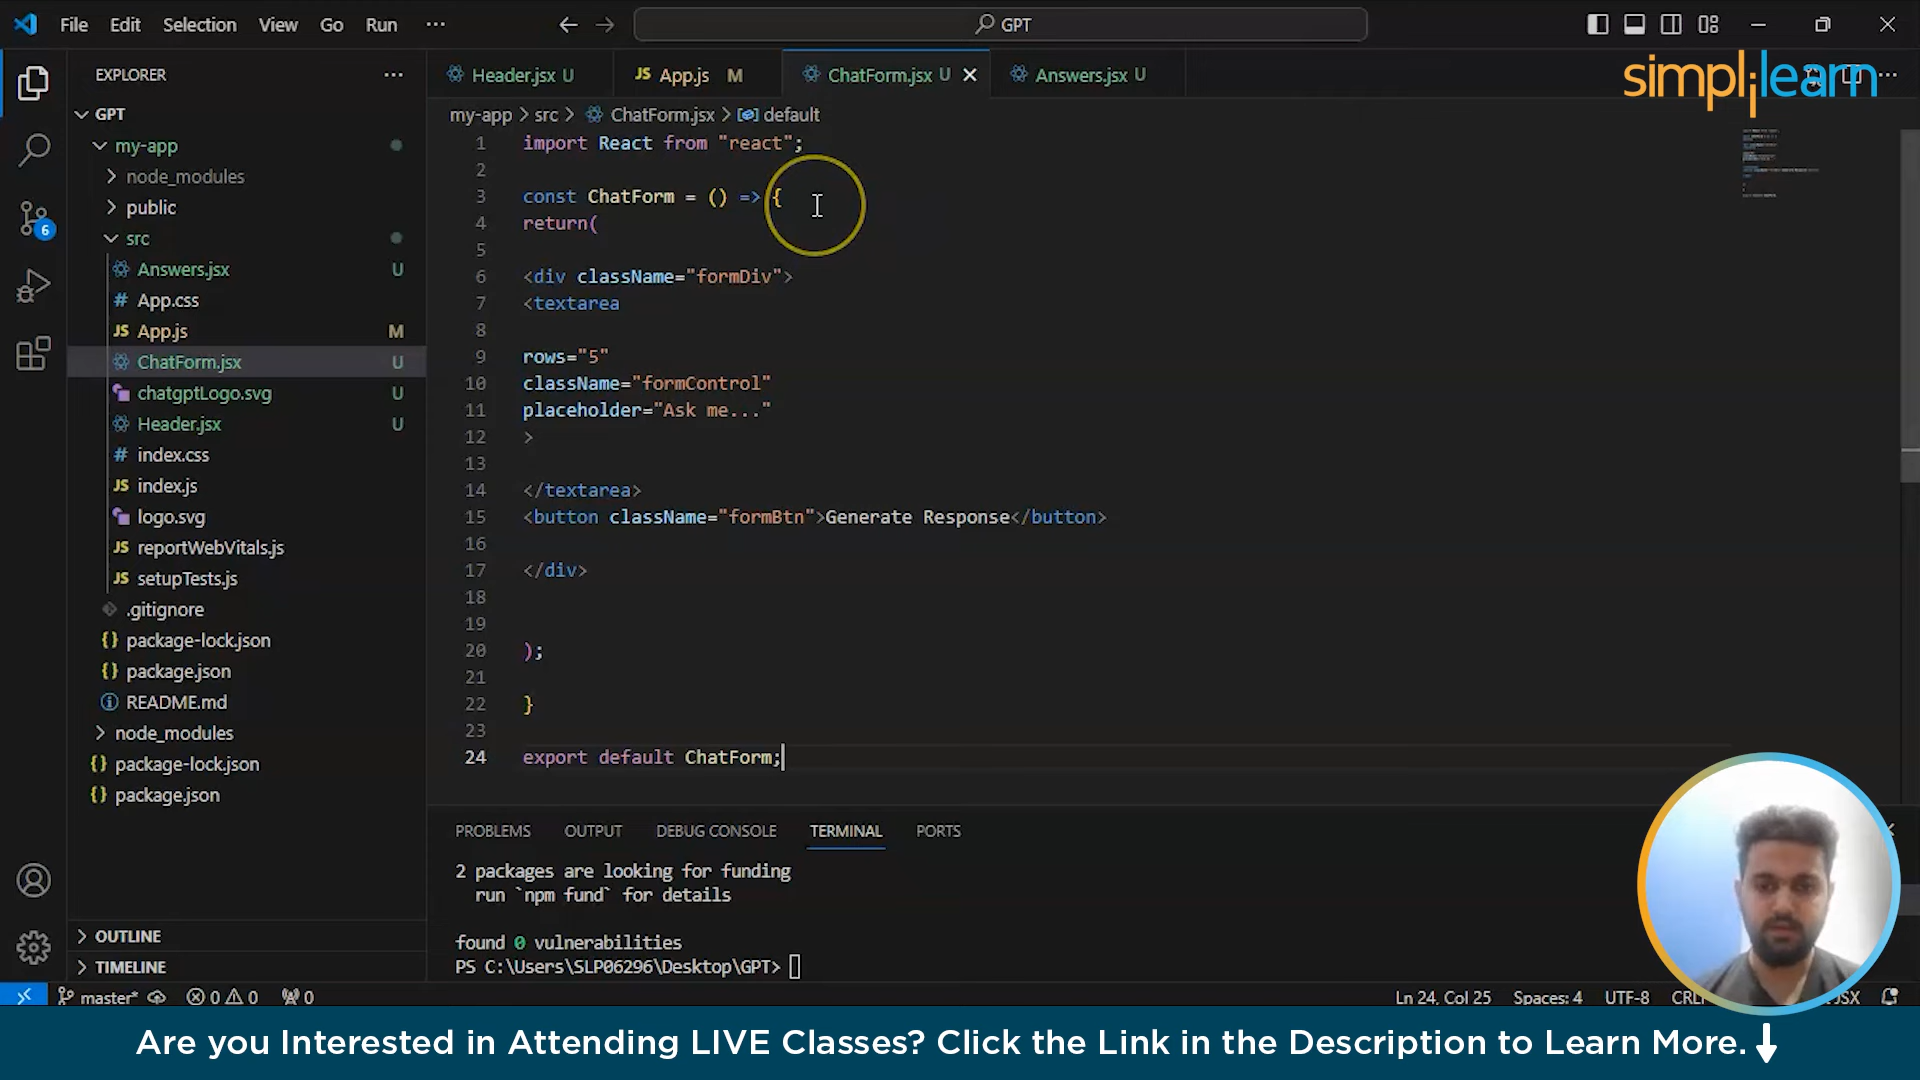 File Edit Selection View Go Run ··· GPT
simplilearn
EXPLORER ···
Header.jsx U JS App.js M ChatForm.jsx U Answers.jsx U
GPT
my-app > src > ChatForm.jsx > default
my-app
node_modules
public
src
Answers.jsx U
# App.css
JS App.js M
ChatForm.jsx U
chatgptLogo.svg U
Header.jsx U
# index.css
JS index.js
logo.svg
JS reportWebVitals.js
JS setupTests.js
.gitignore
{} package-lock.json
{} package.json
README.md
node_modules
{} package-lock.json
{} package.json
OUTLINE
TIMELINE
6
1 import React from "react";
2
3 const ChatForm = () => {
4 return(
5
6 <div className="formDiv">
7 <textarea
8
9 rows="5"
10 className="formControl"
11 placeholder="Ask me..."
12 >
13
14 </textarea>
15 <button className="formBtn">Generate Response</button>
16
17 </div>
18
19
20 );
21
22 }
23
24 export default ChatForm;
PROBLEMS OUTPUT DEBUG CONSOLE TERMINAL PORTS
2 packages are looking for funding
run `npm fund` for details
found 0 vulnerabilities
PS C:\Users\SLP06296\Desktop\GPT>
master* 0 0 0 Ln 24, Col 25 Spaces: 4 UTF-8 CRL JSX
Are you Interested in Attending LIVE Classes? Click the Link in the Description to Learn More.